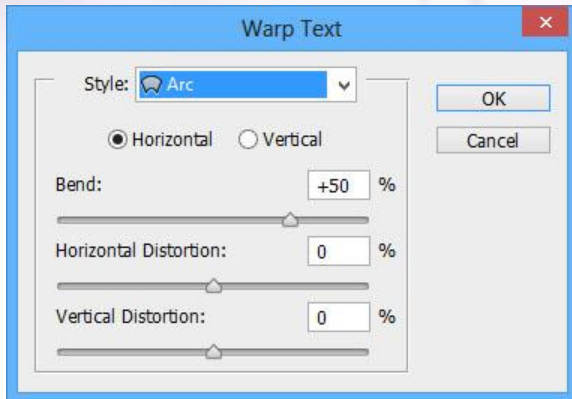 Warp Text
Style: Arc
OK
Horizontal Vertical
Cancel
Bend: +50 %
Horizontal Distortion: 0 %
Vertical Distortion: 0 %